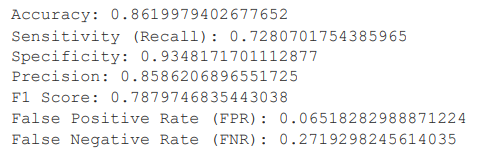 Accuracy: 0.8619979402677652
Sensitivity (Recall): 0.7280701754385965
Specificity: 0.9348171701112877
Precision: 0.8586206896551725
F1 Score: 0.7879746835443038
False Positive Rate (FPR): 0.06518282988871224
False Negative Rate (FNR): 0.2719298245614035